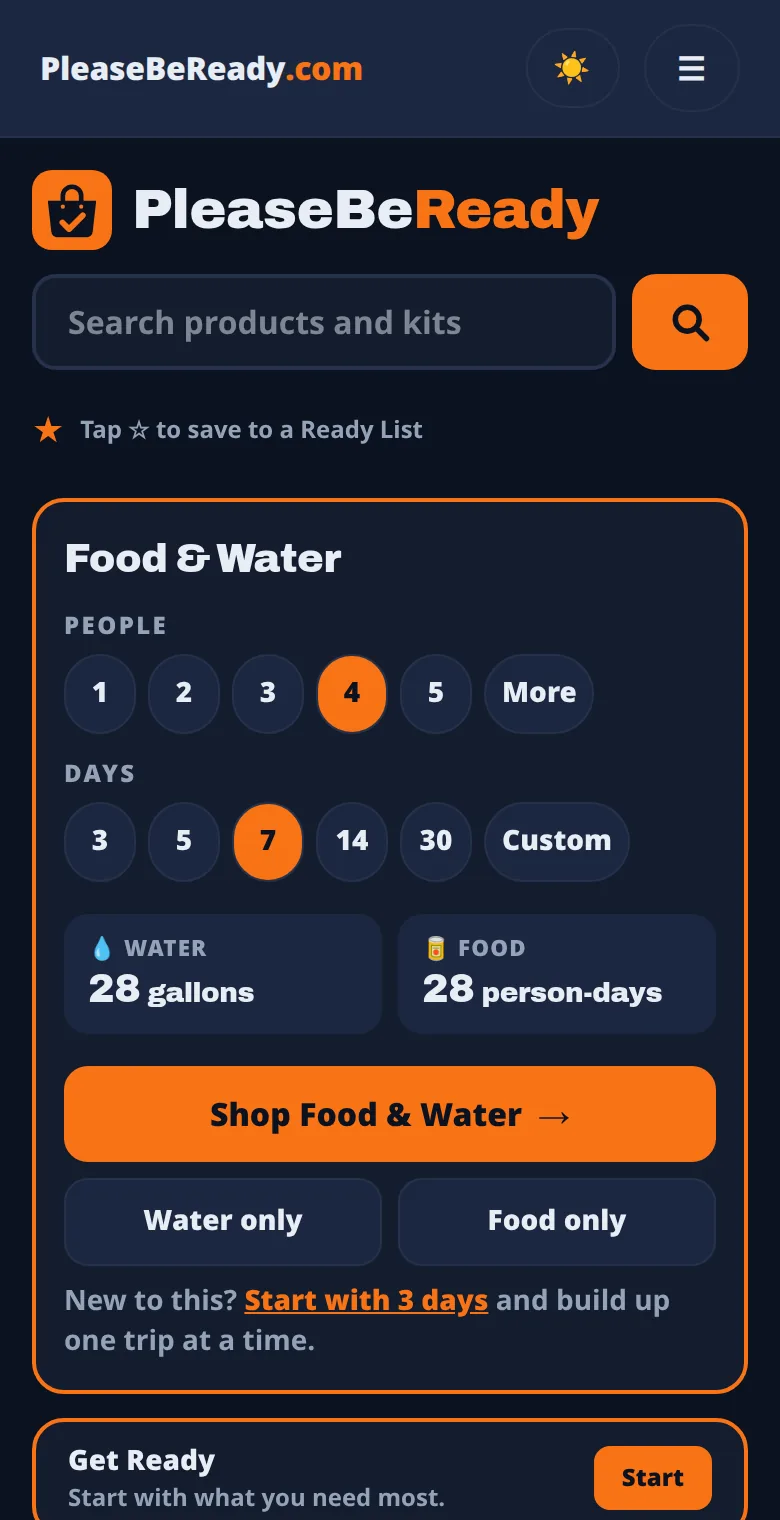 PleaseBeReady.com
PleaseBeReady
Search products and kits
★ Tap ☆ to save to a Ready List
Food & Water
PEOPLE
1 2 3 4 5 More
DAYS
3 5 7 14 30 Custom
WATER
28 gallons
FOOD
28 person-days
Shop Food & Water →
Water only
Food only
New to this? Start with 3 days and build up
one trip at a time.
Get Ready
Start with what you need most.
Start